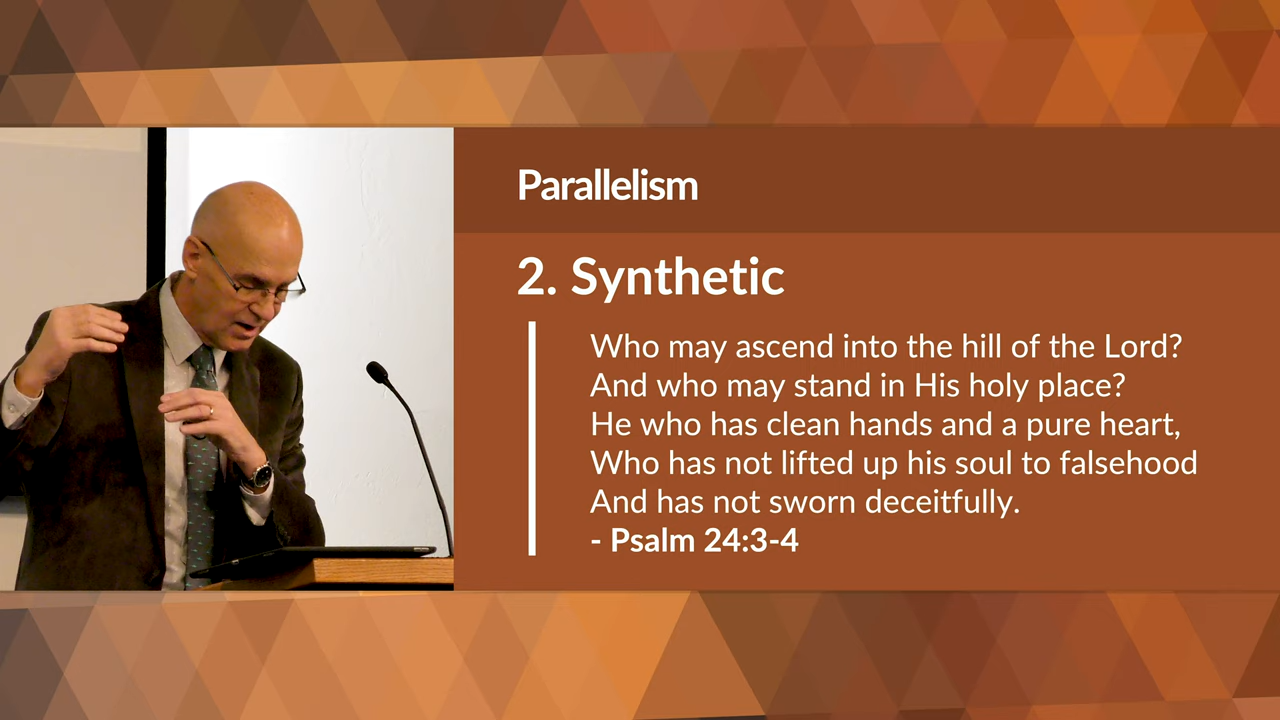 Parallelism
2. Synthetic
Who may ascend into the hill of the Lord?
And who may stand in His holy place?
He who has clean hands and a pure heart,
Who has not lifted up his soul to falsehood
And has not sworn deceitfully.
- Psalm 24:3-4